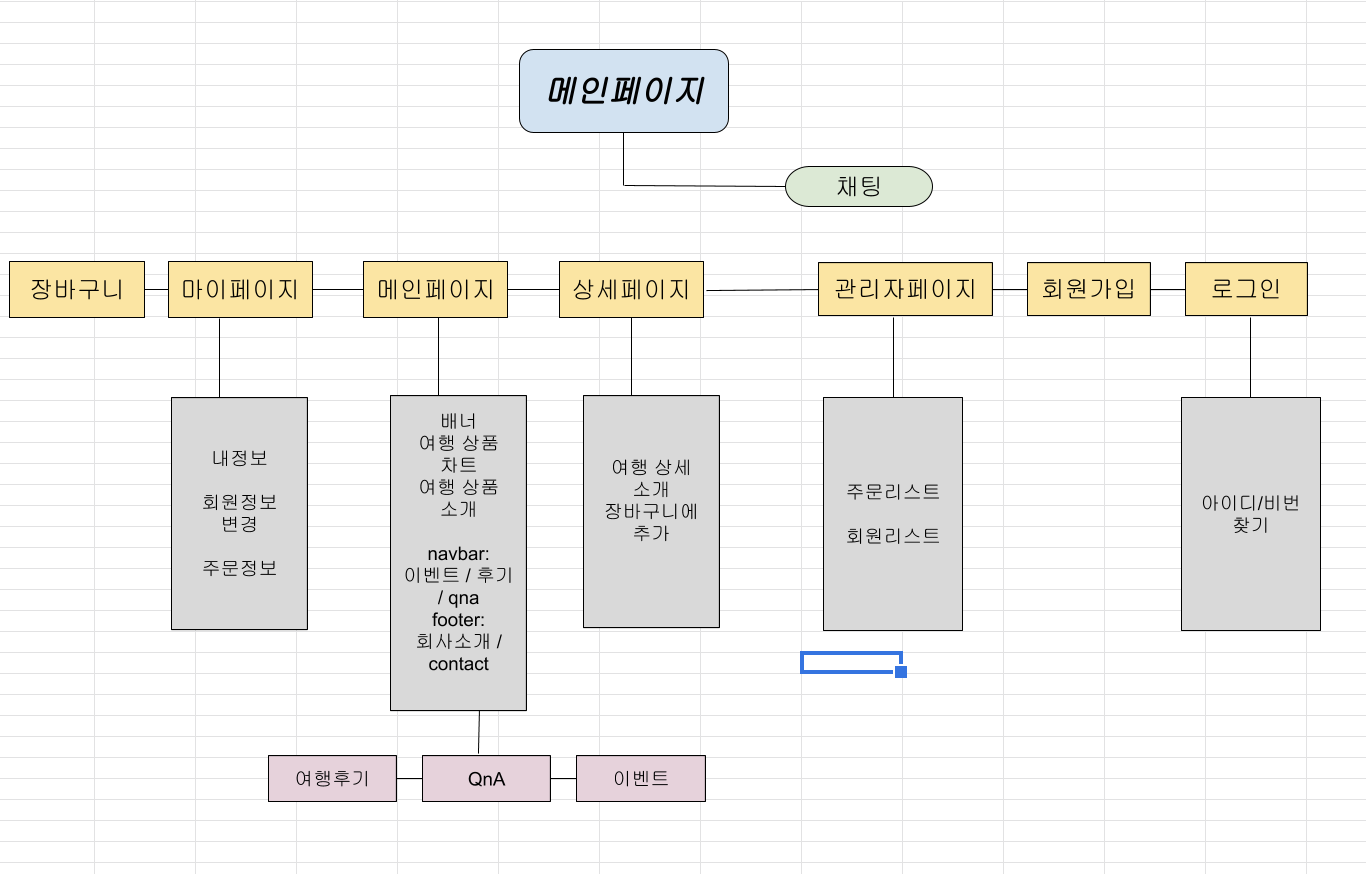 메인페이지
채팅
장바구니
마이페이지
메인페이지
상세페이지
관리자페이지
회원가입
로그인
내정보
회원정보
변경
주문정보
배너
여행 상품
차트
여행 상품
소개
navbar:
이벤트 / 후기
/ qna
footer:
회사소개 /
contact
여행 상세
소개
장바구니에
추가
주문리스트
회원리스트
아이디/비번
찾기
여행후기
QnA
이벤트